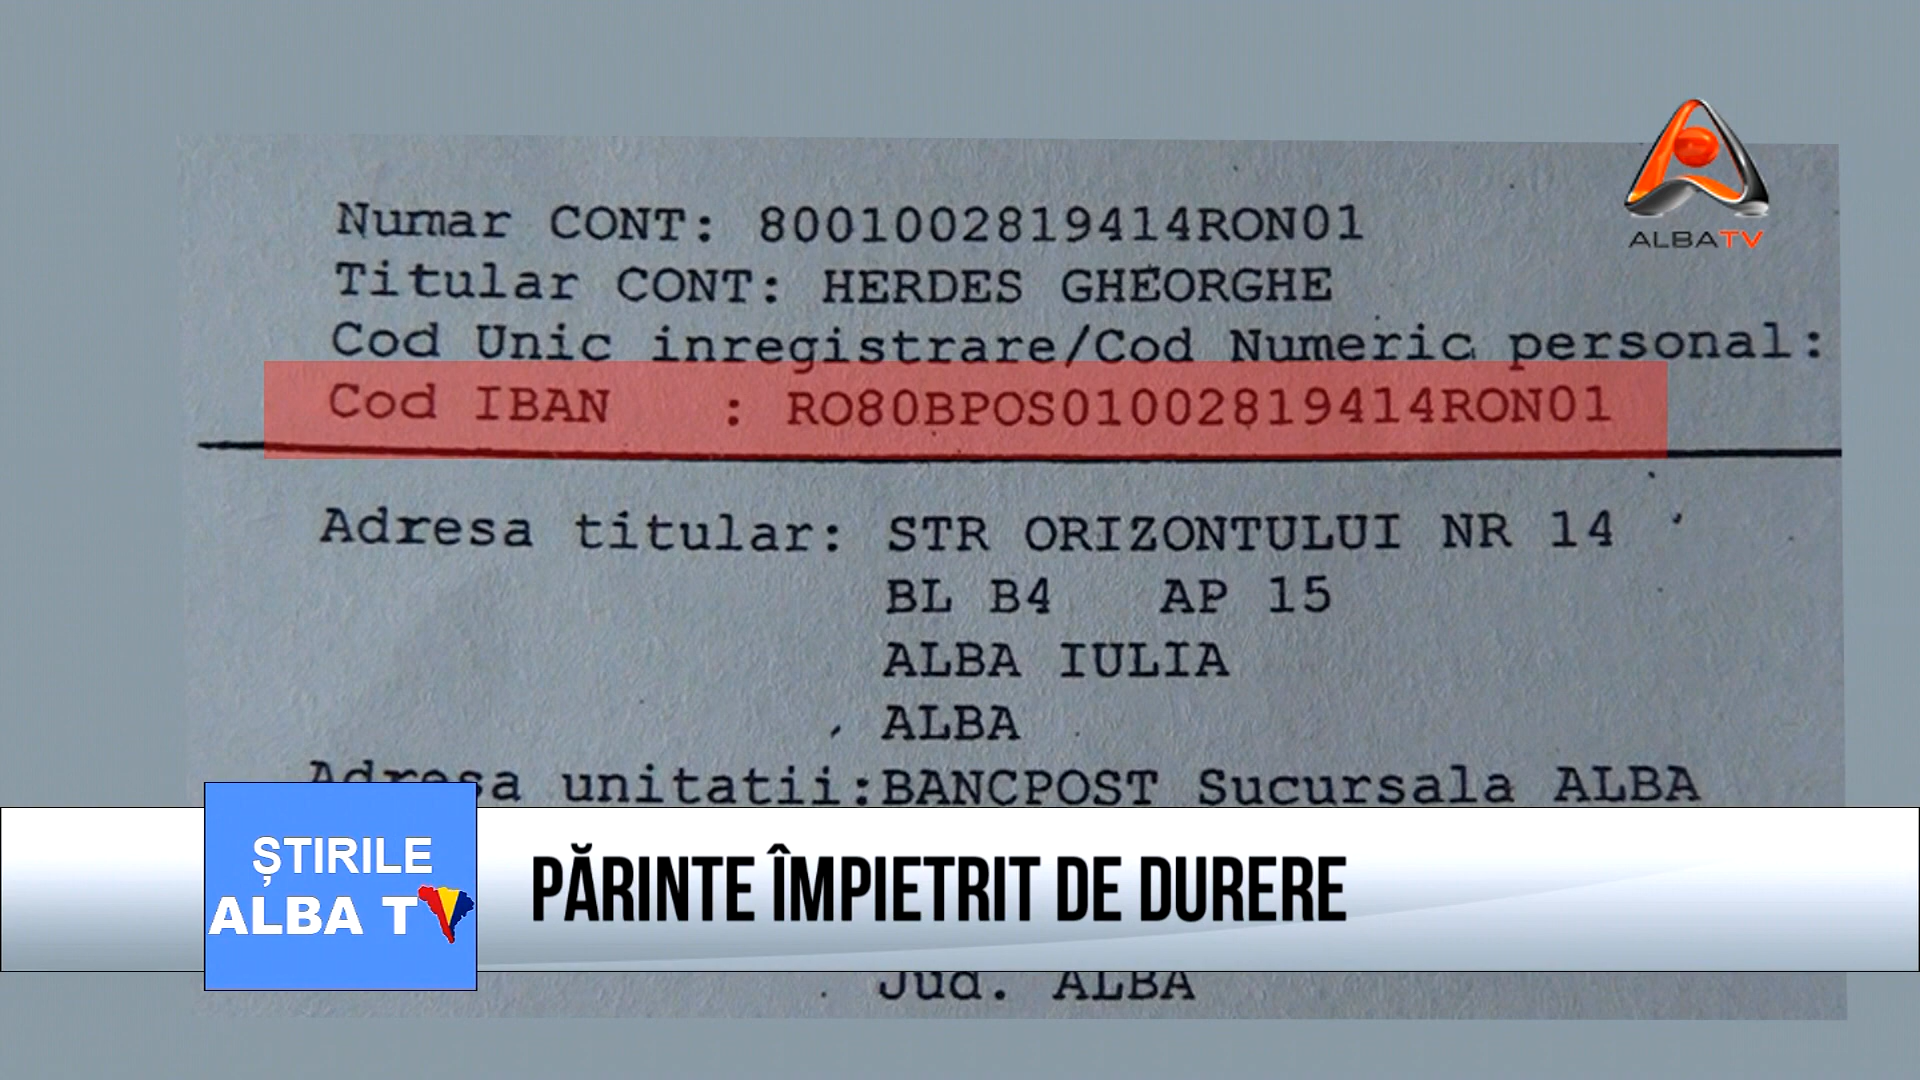 Numar CONT: 8001002819414RON01
Titular CONT: HERDES GHEORGHE
Cod Unic inregistrare/Cod Numeric personal:
Cod IBAN : RO80BPOS01002819414RON01
Adresa titular: STR ORIZONTULUI NR 14
BL B4 AP 15
ALBA IULIA
ALBA
Adresa unitatii:BANCPOST Sucursala ALBA
Jud. ALBA
ALBATV
ȘTIRILE
ALBA TV
PĂRINTE ÎMPIETRIT DE DURERE